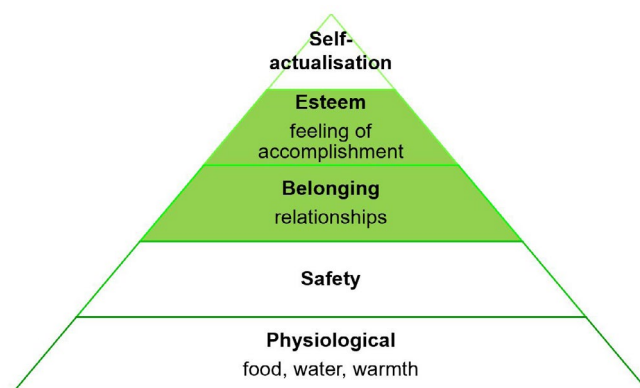 Self-
actualisation
Esteem
feeling of
accomplishment
Belonging
relationships
Safety
Physiological
food, water, warmth